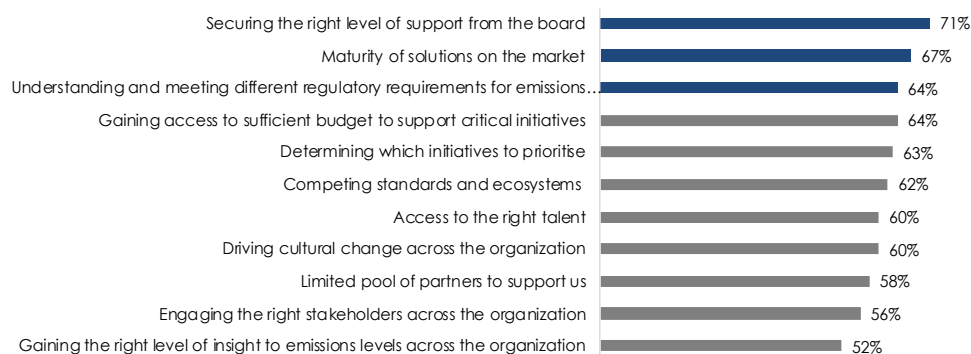 Securing the right level of support from the board 71%
Maturity of solutions on the market 67%
Understanding and meeting different regulatory requirements for emissions… 64%
Gaining access to sufficient budget to support critical initiatives 64%
Determining which initiatives to prioritise 63%
Competing standards and ecosystems 62%
Access to the right talent 60%
Driving cultural change across the organization 60%
Limited pool of partners to support us 58%
Engaging the right stakeholders across the organization 56%
Gaining the right level of insight to emissions levels across the organization 52%